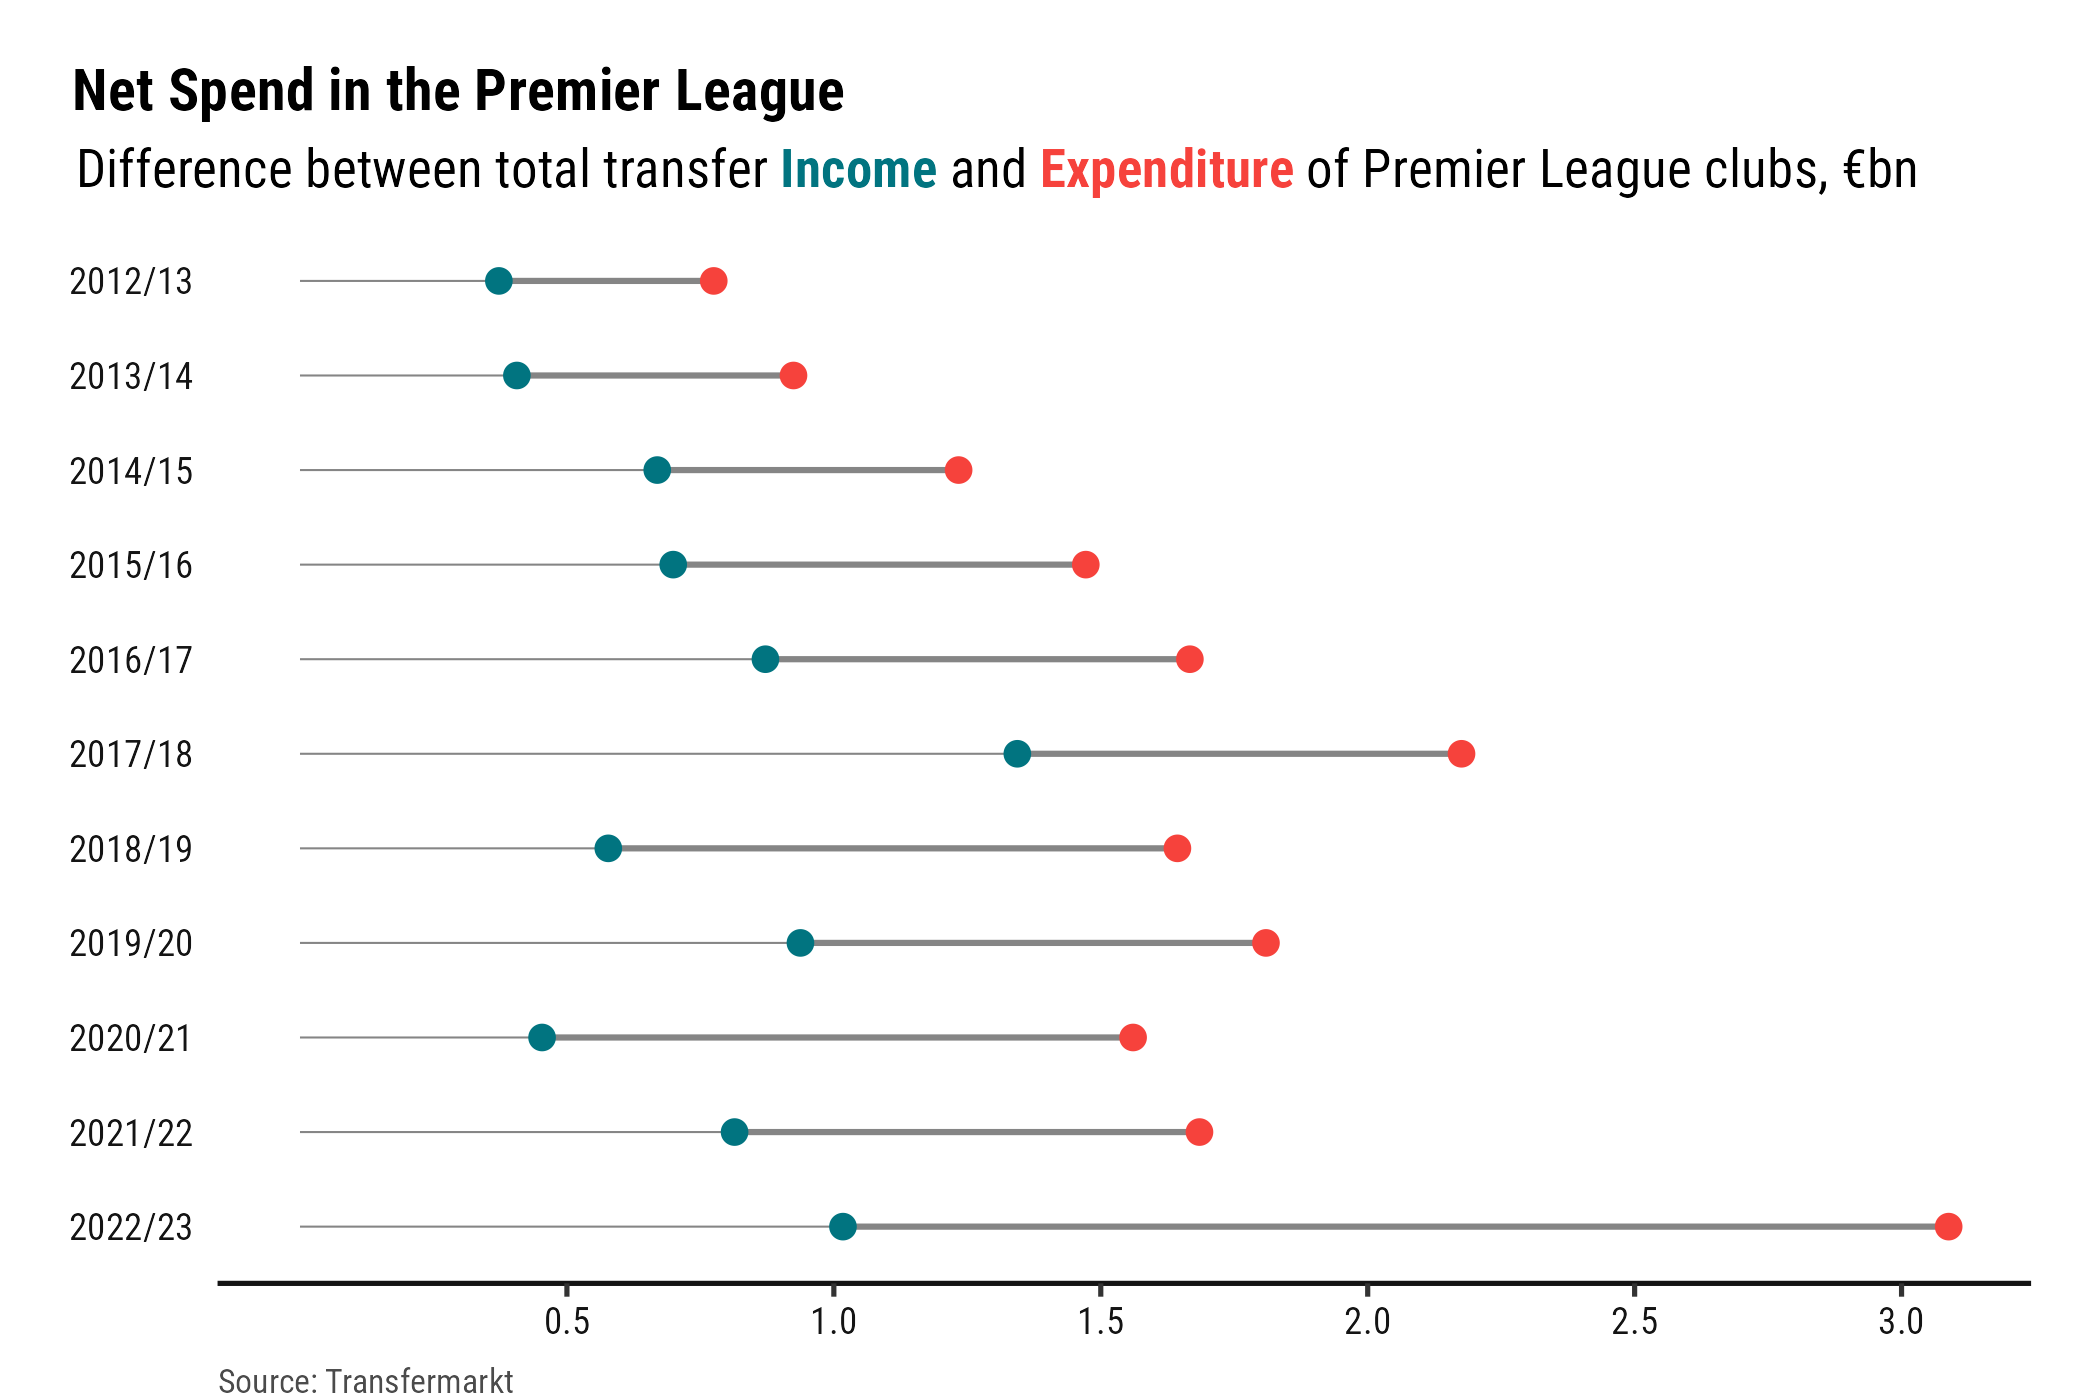 Net Spend in the Premier League
Difference between total transfer Income and Expenditure of Premier League clubs, €bn
2012/13
2013/14
2014/15
2015/16
2016/17
2017/18
2018/19
2019/20
2020/21
2021/22
2022/23
0.5 1.0 1.5 2.0 2.5 3.0
Source: Transfermarkt